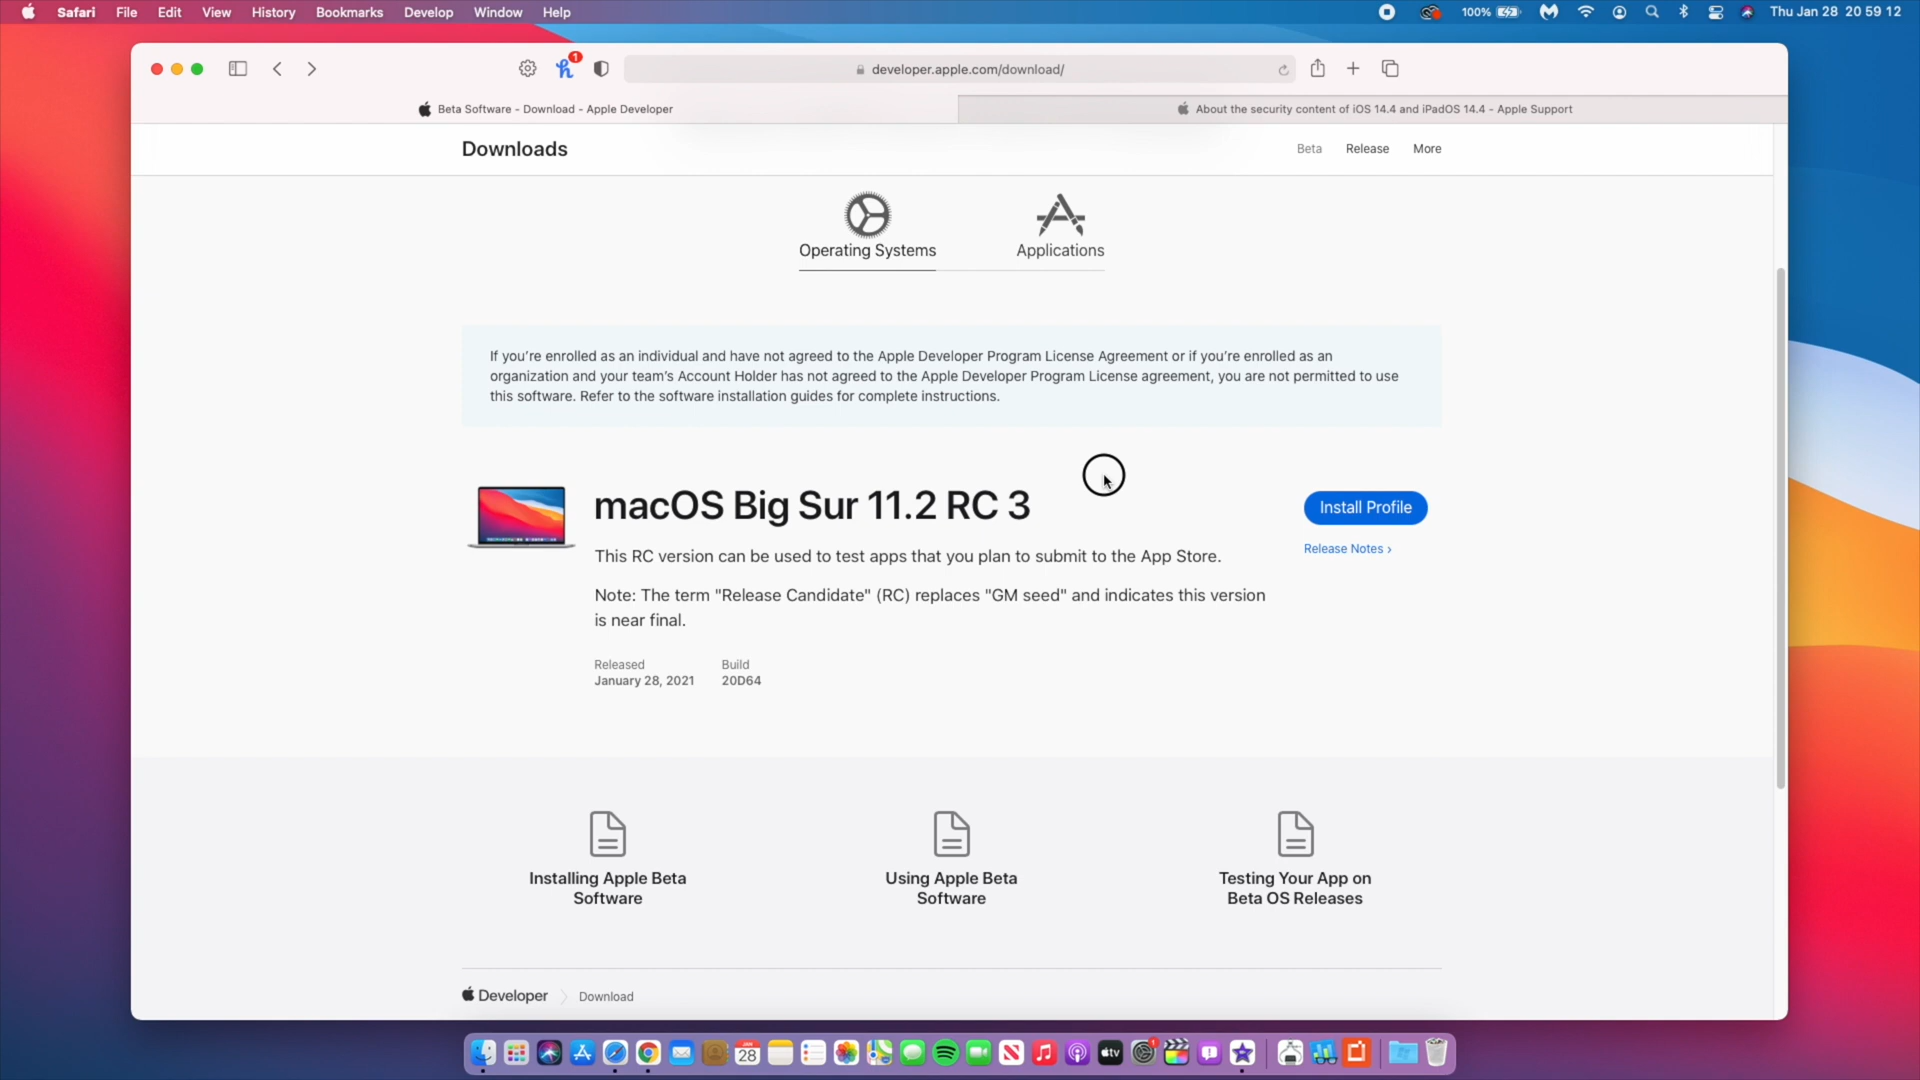 Safari File Edit View History Bookmarks Develop Window Help 100% Thu Jan 28 20 59 12
1 developer.apple.com/download/
Beta Software - Download - Apple Developer About the security content of iOS 14.4 and iPadOS 14.4 - Apple Support
Downloads Beta Release More
Operating Systems Applications
If you're enrolled as an individual and have not agreed to the Apple Developer Program License Agreement or if you're enrolled as an
organization and your team's Account Holder has not agreed to the Apple Developer Program License agreement, you are not permitted to use
this software. Refer to the software installation guides for complete instructions.
macOS Big Sur 11.2 RC 3 Install Profile
Release Notes ›
This RC version can be used to test apps that you plan to submit to the App Store.
Note: The term "Release Candidate" (RC) replaces "GM seed" and indicates this version
is near final.
Released Build
January 28, 2021 20D64
Installing Apple Beta Using Apple Beta Testing Your App on
Software Software Beta OS Releases
Developer Download
28 tv 1